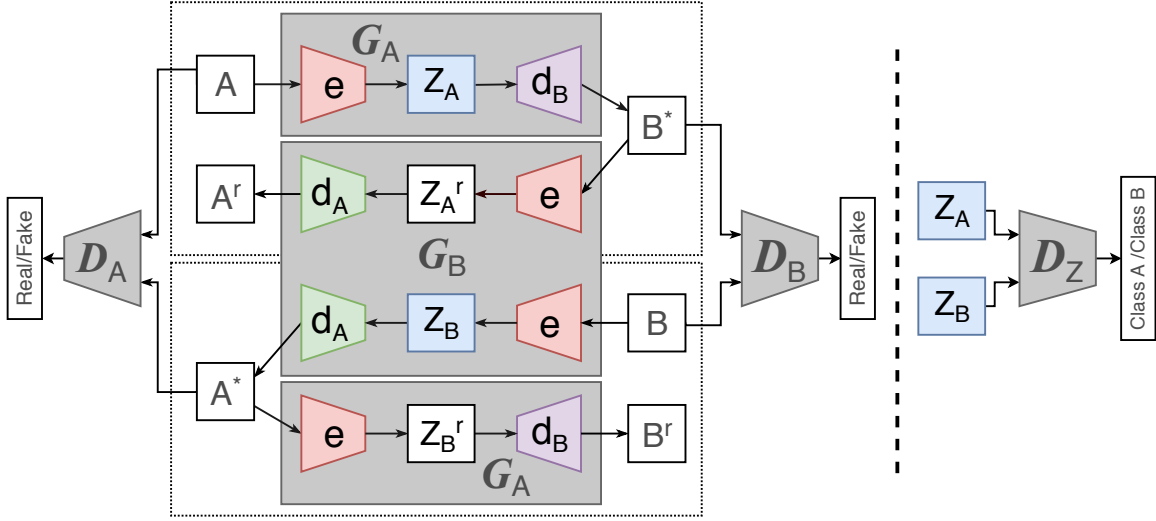 G_A
A
e
Z_A
d_B
B^*
A^r
d_A
Z_A^r
e
G_B
Real/Fake
D_A
D_B
Real/Fake
Z_A
Z_B
D_Z
Class A /Class B
d_A
Z_B
e
B
A^*
e
Z_B^r
d_B
B^r
G_A